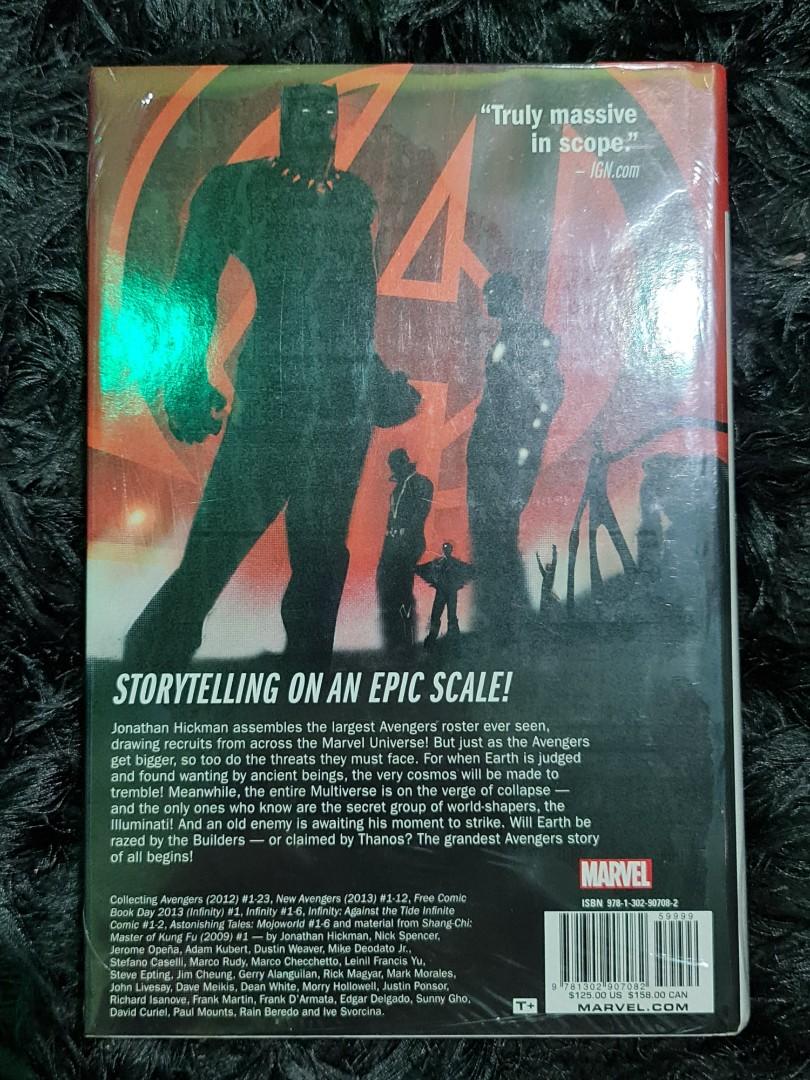 “Truly massive
in scope.”
– IGN.com
STORYTELLING ON AN EPIC SCALE!
Jonathan Hickman assembles the largest Avengers roster ever seen,
drawing recruits from across the Marvel Universe! But just as the Avengers
get bigger, so too do the threats they must face. For when Earth is judged
and found wanting by ancient beings, the very cosmos will be made to
tremble! Meanwhile, the entire Multiverse is on the verge of collapse —
and the only ones who know are the secret group of world-shapers, the
Illuminati! And an old enemy is awaiting his moment to strike. Will Earth be
razed by the Builders — or claimed by Thanos? The grandest Avengers story
of all begins!
MARVEL
Collecting Avengers (2012) #1-23, New Avengers (2013) #1-12, Free Comic
Book Day 2013 (Infinity) #1, Infinity #1-6, Infinity: Against the Tide Infinite
Comic #1-2, Astonishing Tales: Mojoworld #1-6 and material from Shang-Chi:
Master of Kung Fu (2009) #1 — by Jonathan Hickman, Nick Spencer,
Jerome Opeña, Adam Kubert, Dustin Weaver, Mike Deodato Jr.,
Stefano Caselli, Marco Rudy, Marco Checchetto, Leinil Francis Yu,
Steve Epting, Jim Cheung, Gerry Alanguilan, Rick Magyar, Mark Morales,
John Livesay, Dave Meikis, Dean White, Morry Hollowell, Justin Ponsor,
Richard Isanove, Frank Martin, Frank D'Armata, Edgar Delgado, Sunny Gho,
David Curiel, Paul Mounts, Rain Beredo and Ive Svorcina.
T+
ISBN 978-1-302-90708-2
59999
9 781302 907082
$125.00 US $158.00 CAN
MARVEL.COM